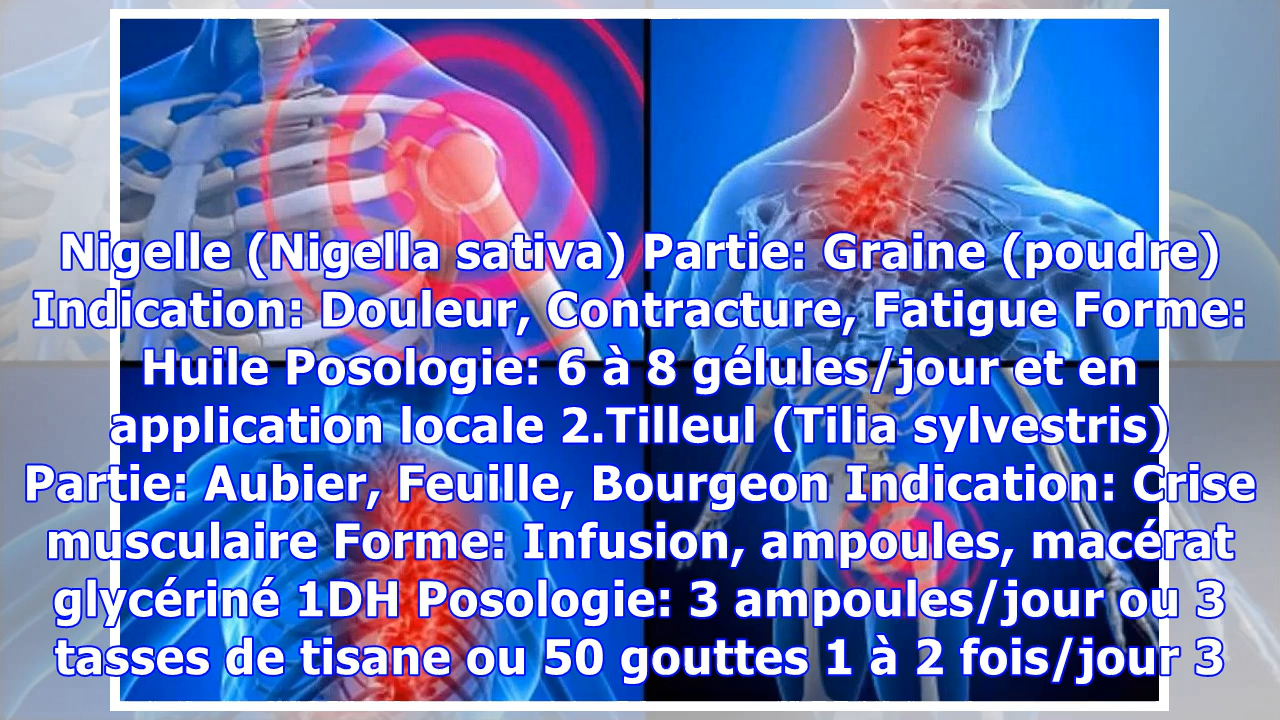 Nigelle (Nigella sativa) Partie: Graine (poudre)
Indication: Douleur, Contracture, Fatigue Forme:
Huile Posologie: 6 à 8 gélules/jour et en
application locale 2.Tilleul (Tilia sylvestris)
Partie: Aubier, Feuille, Bourgeon Indication: Crise
musculaire Forme: Infusion, ampoules, macérat
glycériné 1DH Posologie: 3 ampoules/jour ou 3
tasses de tisane ou 50 gouttes 1 à 2 fois/jour 3